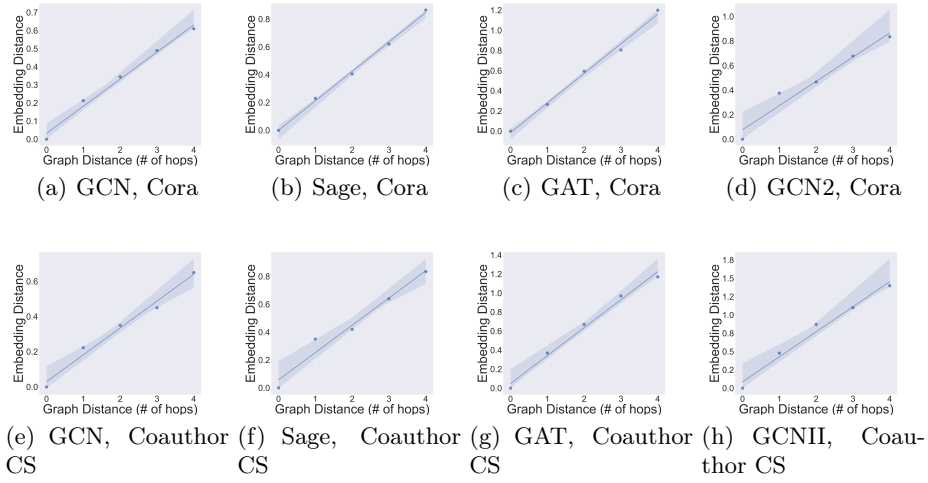 0.7
0.6
0.5
0.4
0.3
0.2
0.1
0.0
Embedding Distance
0 1 2 3 4
Graph Distance (# of hops)
(a) GCN, Cora
0.8
0.6
0.4
0.2
0.0
Embedding Distance
0 1 2 3 4
Graph Distance (# of hops)
(b) Sage, Cora
1.2
1.0
0.8
0.6
0.4
0.2
0.0
Embedding Distance
0 1 2 3 4
Graph Distance (# of hops)
(c) GAT, Cora
1.0
0.8
0.6
0.4
0.2
0.0
Embedding Distance
0 1 2 3 4
Graph Distance (# of hops)
(d) GCN2, Cora
0.6
0.4
0.2
0.0
Embedding Distance
0 1 2 3 4
Graph Distance (# of hops)
(e) GCN, Coauthor
CS
0.8
0.6
0.4
0.2
0.0
Embedding Distance
0 1 2 3 4
Graph Distance (# of hops)
(f) Sage, Coauthor
CS
1.4
1.2
1.0
0.8
0.6
0.4
0.2
0.0
Embedding Distance
0 1 2 3 4
Graph Distance (# of hops)
(g) GAT, Coauthor
CS
1.8
1.5
1.2
1.0
0.8
0.5
0.2
0.0
Embedding Distance
0 1 2 3 4
Graph Distance (# of hops)
(h) GCNII, Coau-
thor CS